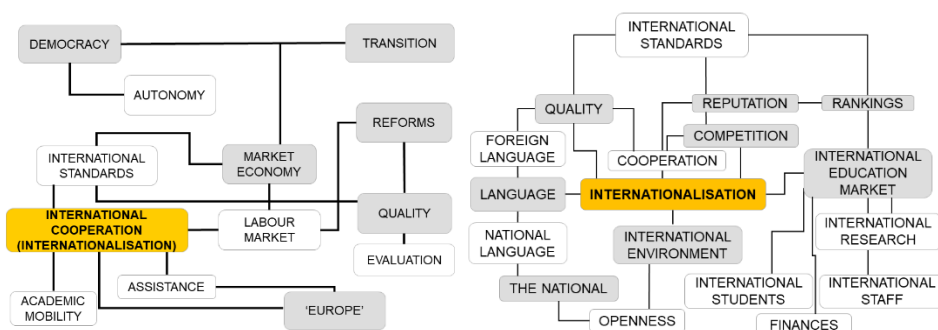 DEMOCRACY
TRANSITION
AUTONOMY
REFORMS
INTERNATIONAL
STANDARDS
MARKET
ECONOMY
INTERNATIONAL
COOPERATION
(INTERNATIONALISATION)
LABOUR
MARKET
QUALITY
EVALUATION
ACADEMIC
MOBILITY
ASSISTANCE
‘EUROPE’
INTERNATIONAL
STANDARDS
QUALITY
REPUTATION
RANKINGS
FOREIGN
LANGUAGE
COMPETITION
COOPERATION
INTERNATIONAL
EDUCATION
MARKET
LANGUAGE
INTERNATIONALISATION
NATIONAL
LANGUAGE
INTERNATIONAL
ENVIRONMENT
INTERNATIONAL
RESEARCH
THE NATIONAL
INTERNATIONAL
STUDENTS
INTERNATIONAL
STAFF
OPENNESS
FINANCES